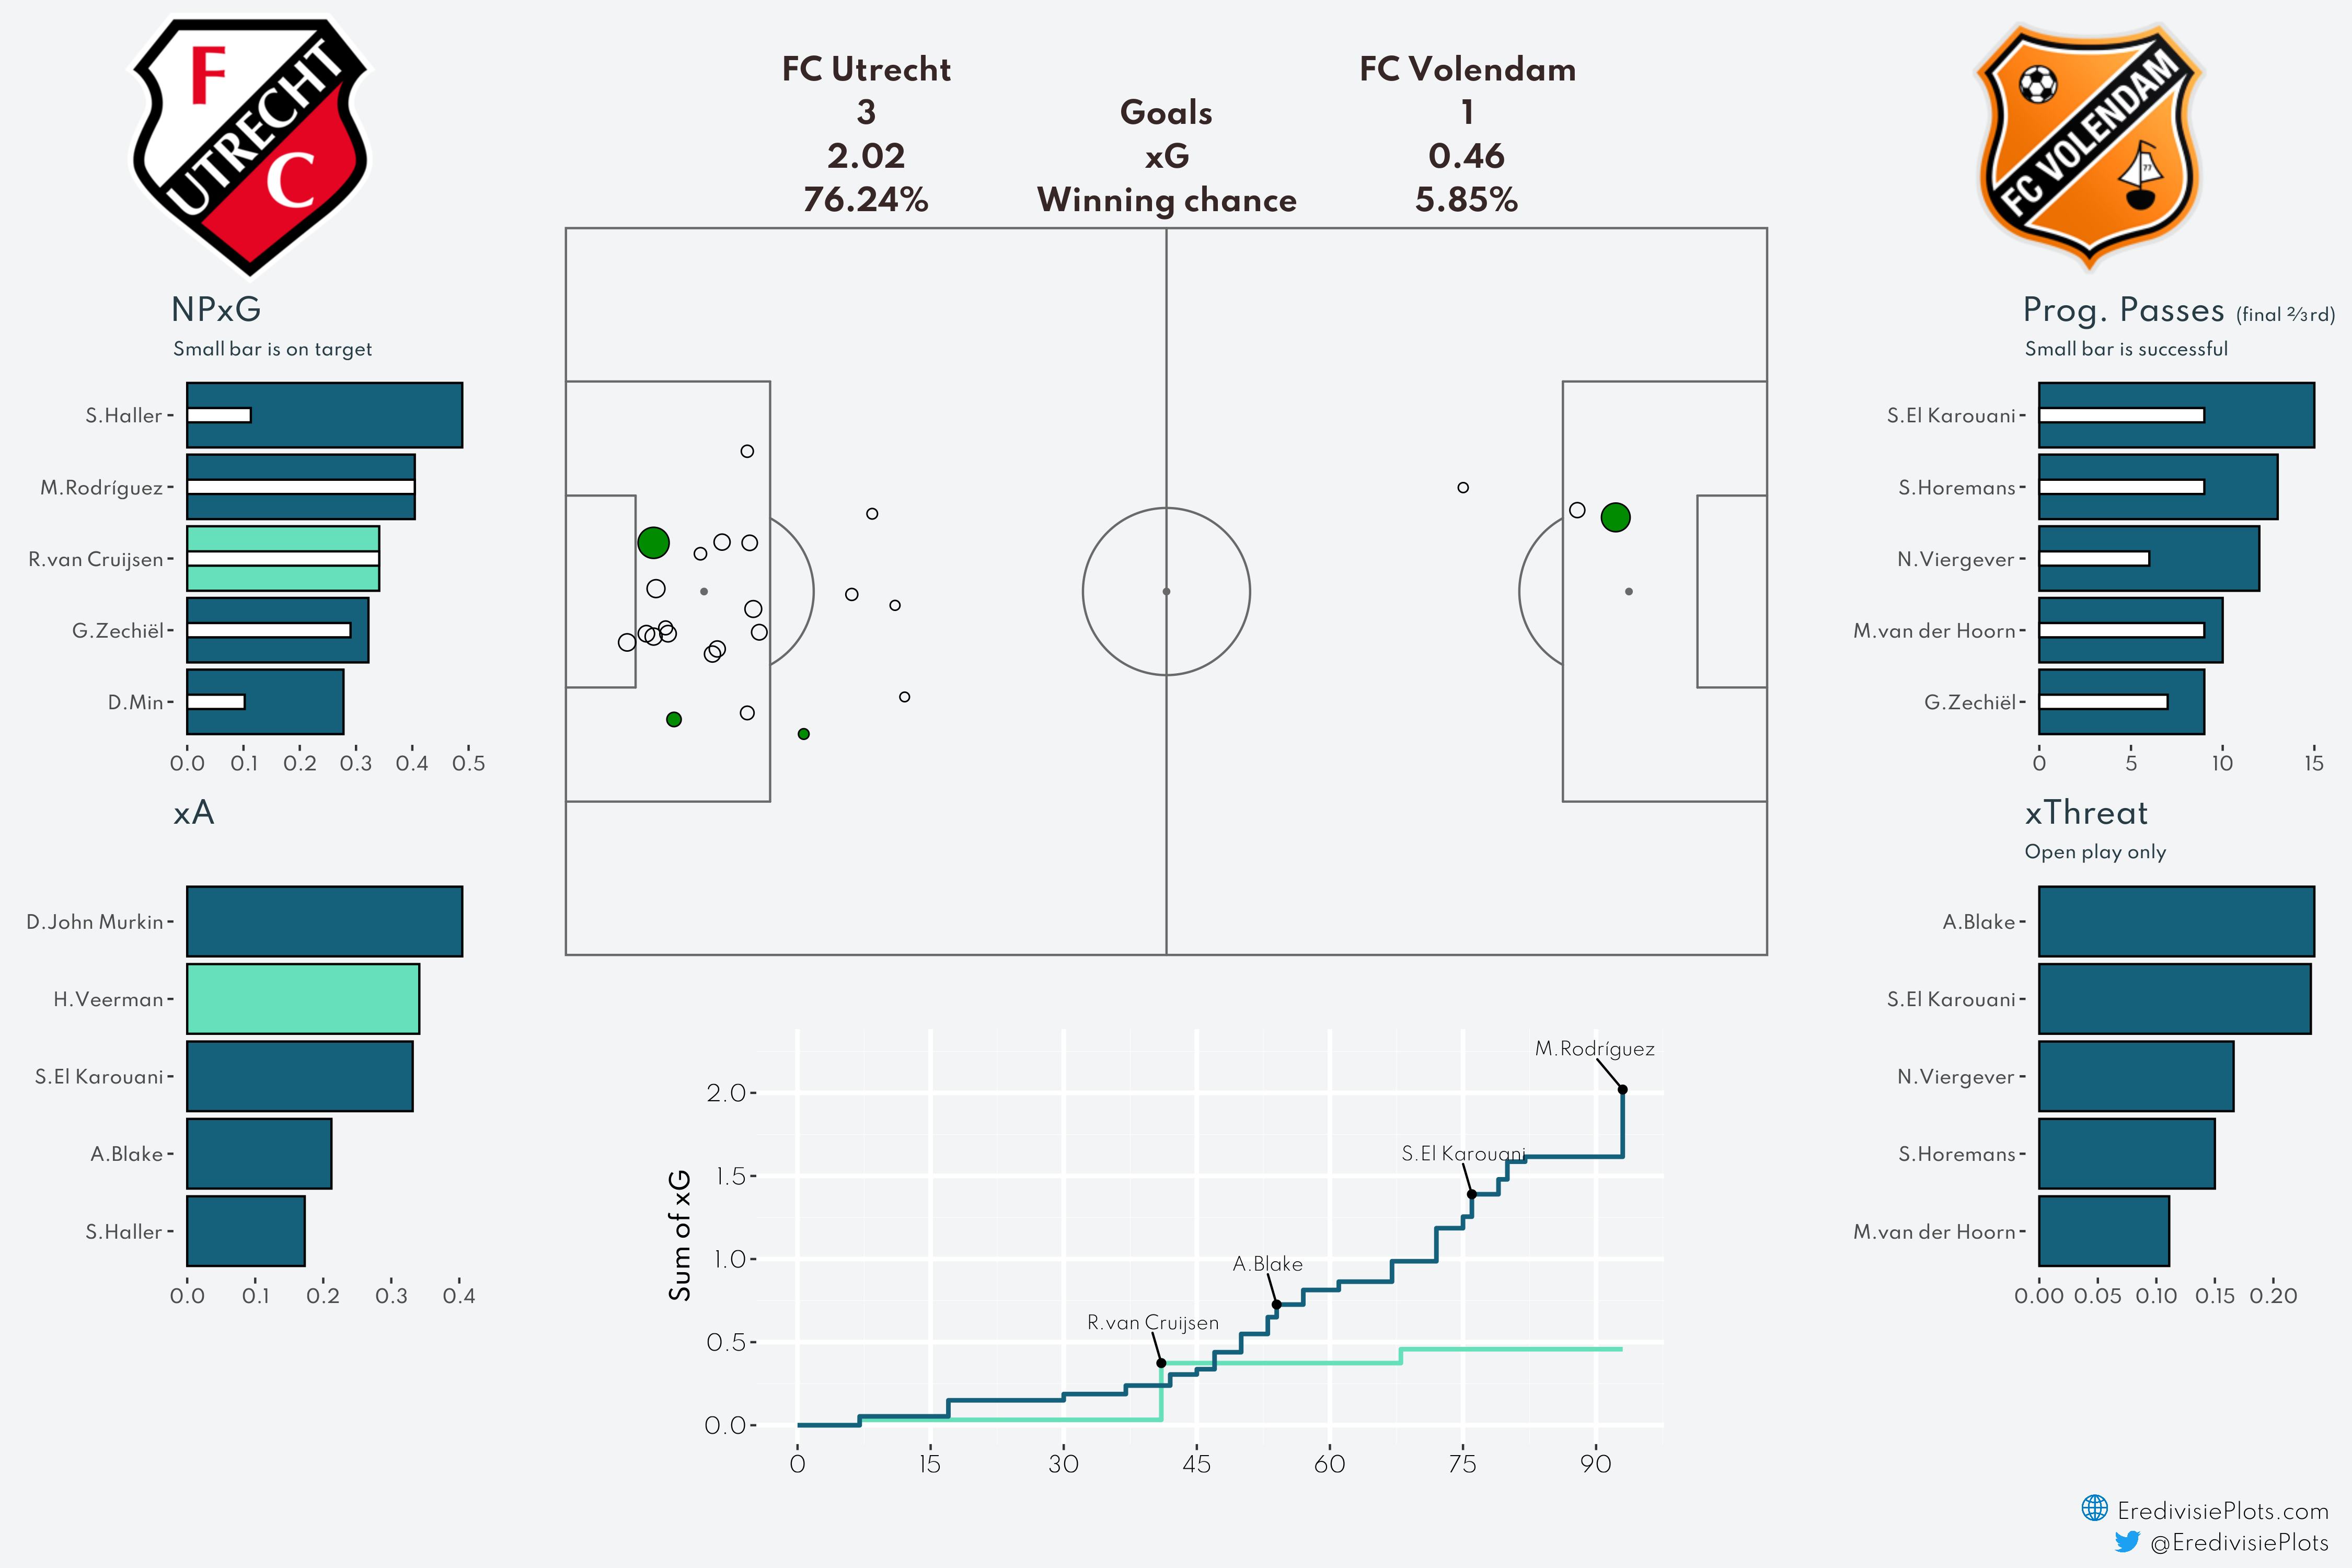 F
UTRECHT
C
FC VOLENDAM
77
FC Utrecht FC Volendam
3 Goals 1
2.02 xG 0.46
76.24% Winning chance 5.85%
NPxG
Small bar is on target
S.Haller
M.Rodríguez
R.van Cruijsen
G.Zechiël
D.Min
0.0 0.1 0.2 0.3 0.4 0.5
Prog. Passes (final ⅔rd)
Small bar is successful
S.El Karouani
S.Horemans
N.Viergever
M.van der Hoorn
G.Zechiël
0 5 10 15
xA
D.John Murkin
H.Veerman
S.El Karouani
A.Blake
S.Haller
0.0 0.1 0.2 0.3 0.4
xThreat
Open play only
A.Blake
S.El Karouani
N.Viergever
S.Horemans
M.van der Hoorn
0.00 0.05 0.10 0.15 0.20
Sum of xG
2.0
1.5
1.0
0.5
0.0
M.Rodríguez
S.El Karouani
A.Blake
R.van Cruijsen
0 15 30 45 60 75 90
EredivisiePlots.com
@EredivisiePlots